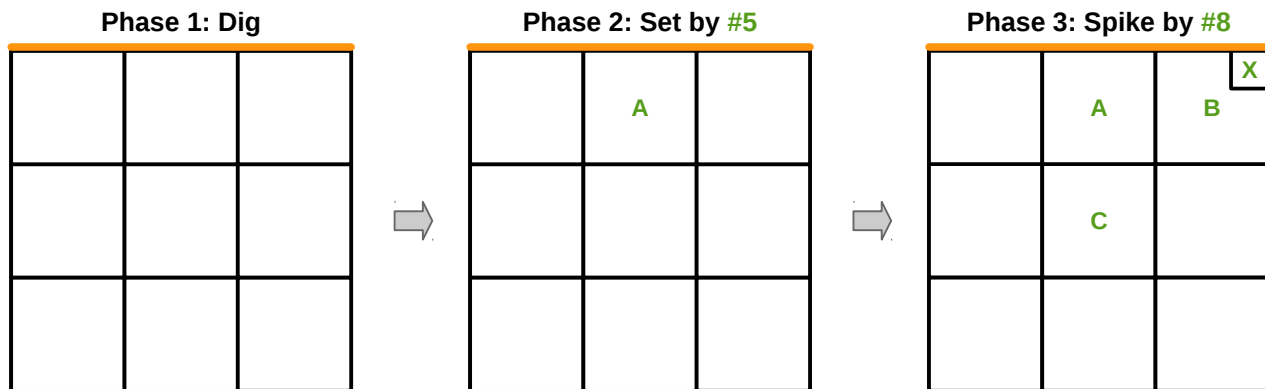 Phase 1: Dig
Phase 2: Set by #5
Phase 3: Spike by #8
X
A
A
B
C